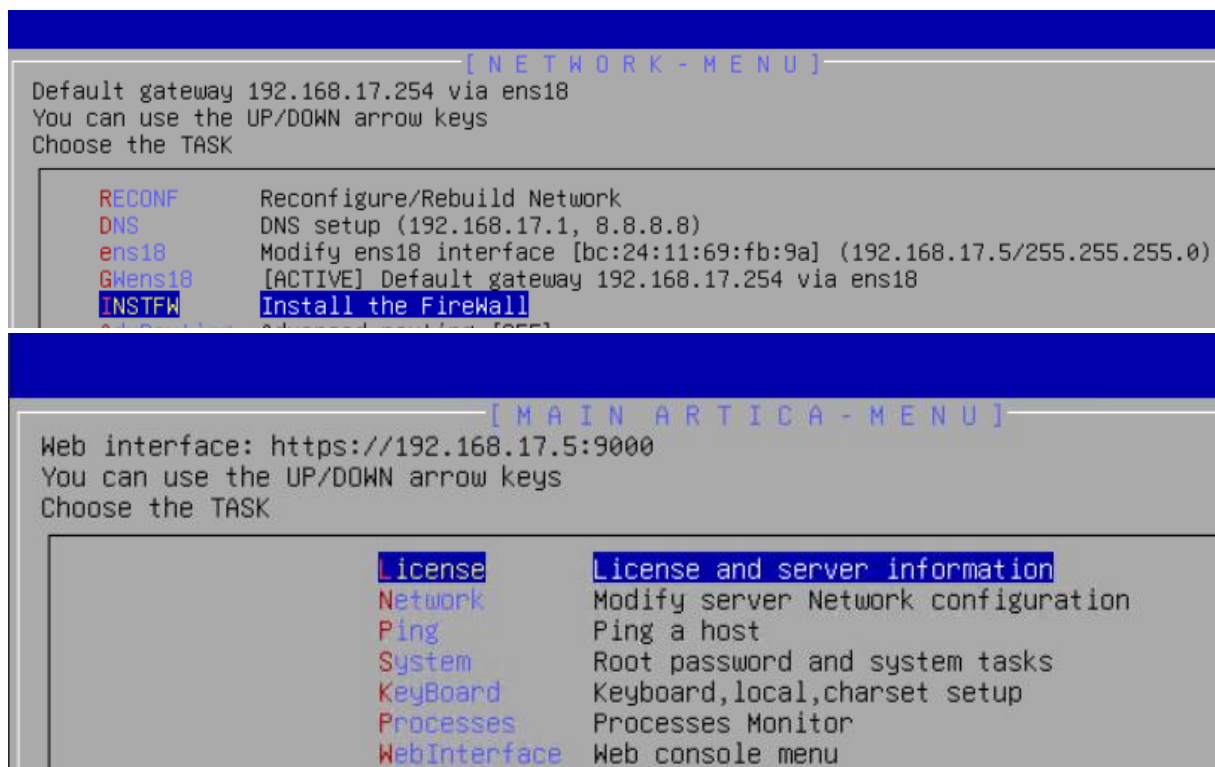 [NETWORK-MENU]
Default gateway 192.168.17.254 via ens18
You can use the UP/DOWN arrow keys
Choose the TASK
RECONF Reconfigure/Rebuild Network
DNS DNS setup (192.168.17.1, 8.8.8.8)
ens18 Modify ens18 interface [bc:24:11:69:fb:9a] (192.168.17.5/255.255.255.0)
GWens18 [ACTIVE] Default gateway 192.168.17.254 via ens18
INSTFW Install the FireWall
[MAIN ARTICA-MENU]
Web interface: https://192.168.17.5:9000
You can use the UP/DOWN arrow keys
Choose the TASK
License License and server information
Network Modify server Network configuration
Ping Ping a host
System Root password and system tasks
KeyBoard Keyboard,local,charset setup
Processes Processes Monitor
WebInterface Web console menu